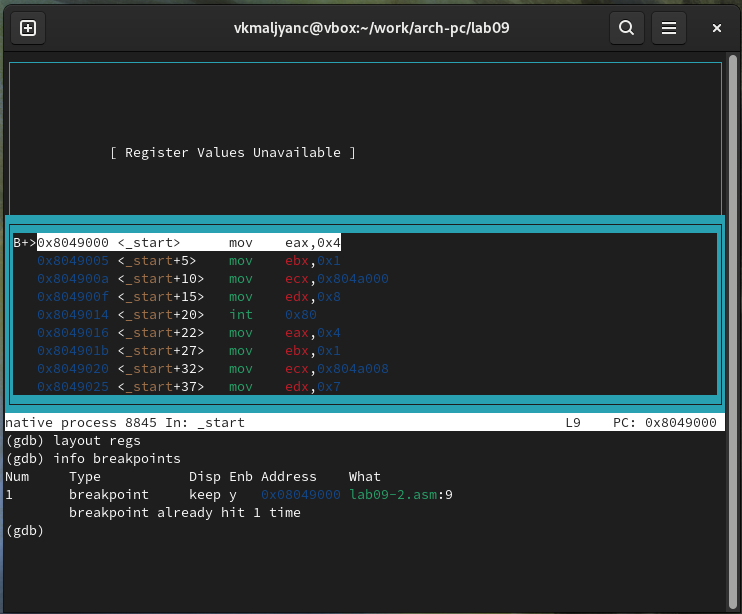 vkmaljyanc@vbox:~/work/arch-pc/lab09
[ Register Values Unavailable ]
B+>0x8049000 <_start>      mov    eax,0x4
0x8049005 <_start+5>    mov    ebx,0x1
0x804900a <_start+10>   mov    ecx,0x804a000
0x804900f <_start+15>   mov    edx,0x8
0x8049014 <_start+20>   int    0x80
0x8049016 <_start+22>   mov    eax,0x4
0x804901b <_start+27>   mov    ebx,0x1
0x8049020 <_start+32>   mov    ecx,0x804a008
0x8049025 <_start+37>   mov    edx,0x7
native process 8845 In: _start                                        L9    PC: 0x8049000
(gdb) layout regs
(gdb) info breakpoints
Num     Type           Disp Enb Address    What
1       breakpoint     keep y   0x08049000 lab09-2.asm:9
        breakpoint already hit 1 time
(gdb)